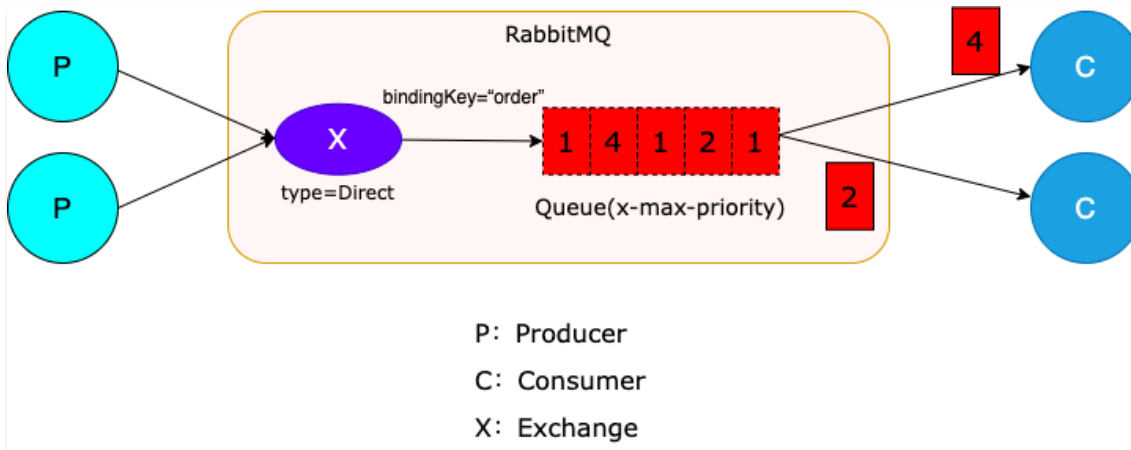 RabbitMQ
P
P
X
bindingKey=“order”
type=Direct
1 4 1 2 1
Queue(x-max-priority)
4
2
C
C
P：Producer
C：Consumer
X：Exchange